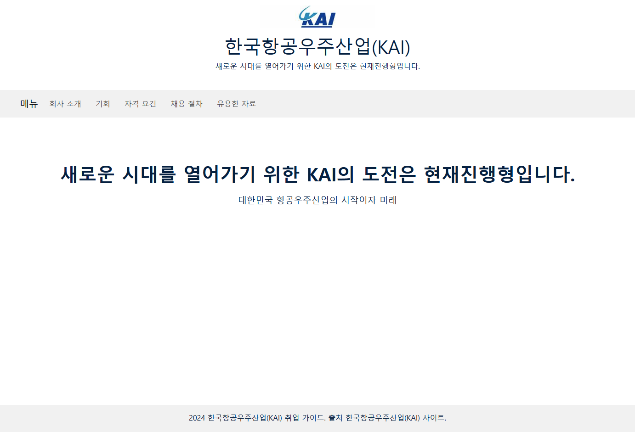 KAI
한국항공우주산업(KAI)
새로운 시대를 열어가기 위한 KAI의 도전은 현재진행형입니다.
메뉴 회사 소개 기회 자격 요건 채용 절차 유용한 자료
새로운 시대를 열어가기 위한 KAI의 도전은 현재진행형입니다.
대한민국 항공우주산업의 시작이자 미래
2024 한국항공우주산업(KAI) 취업 가이드. 출처 한국항공우주산업(KAI) 사이트.